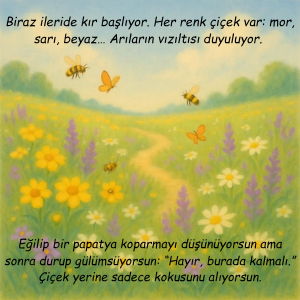 Biraz ileride kır başlıyor. Her renk çiçek var: mor,
sarı, beyaz… Arıların vızıltısı duyuluyor.
Eğilip bir papatya koparmayı düşünüyorsun ama
sonra durup gülümsüyorsun: “Hayır, burada kalmalı.”
Çiçek yerine sadece kokusunu alıyorsun.